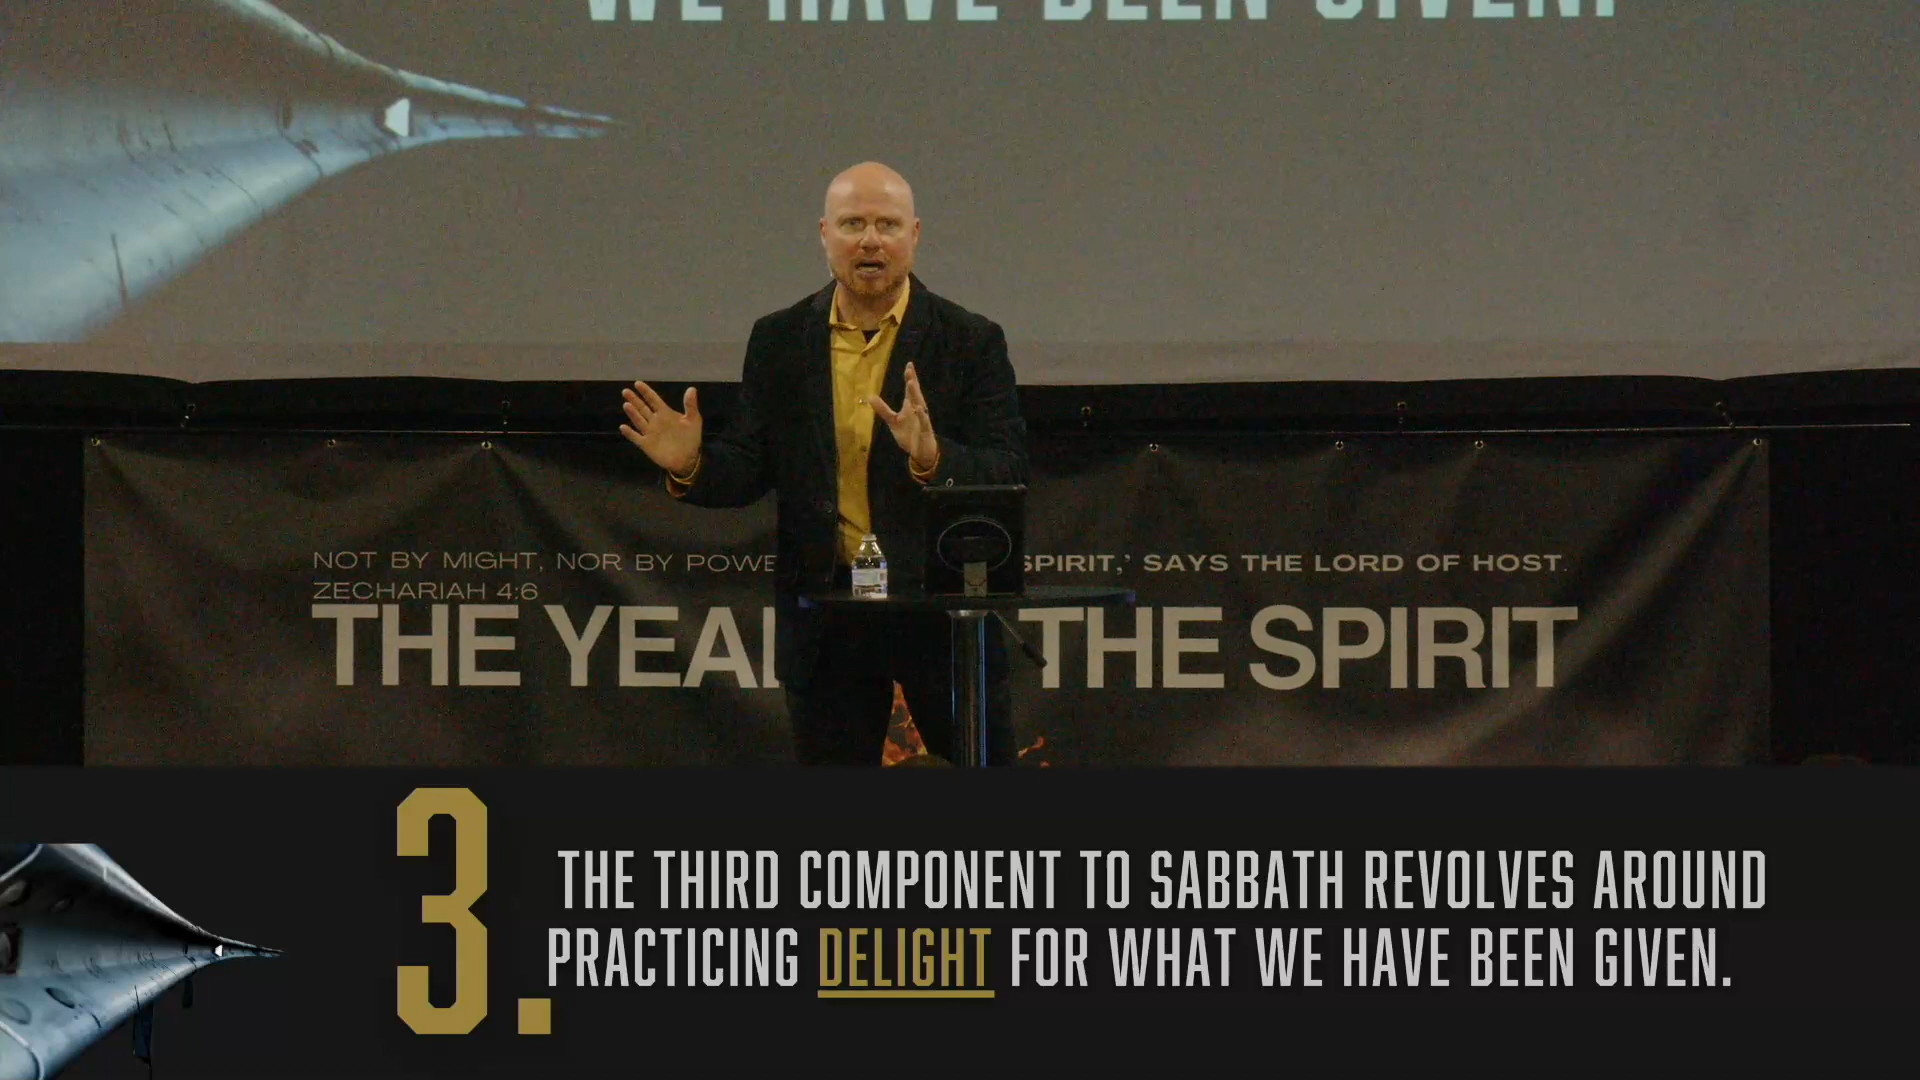 WE HAVE BEEN GIVEN.
NOT BY MIGHT, NOR BY POWE SPIRIT,' SAYS THE LORD OF HOST.
ZECHARIAH 4:6
THE YEA THE SPIRIT
3. THE THIRD COMPONENT TO SABBATH REVOLVES AROUND
PRACTICING DELIGHT FOR WHAT WE HAVE BEEN GIVEN.